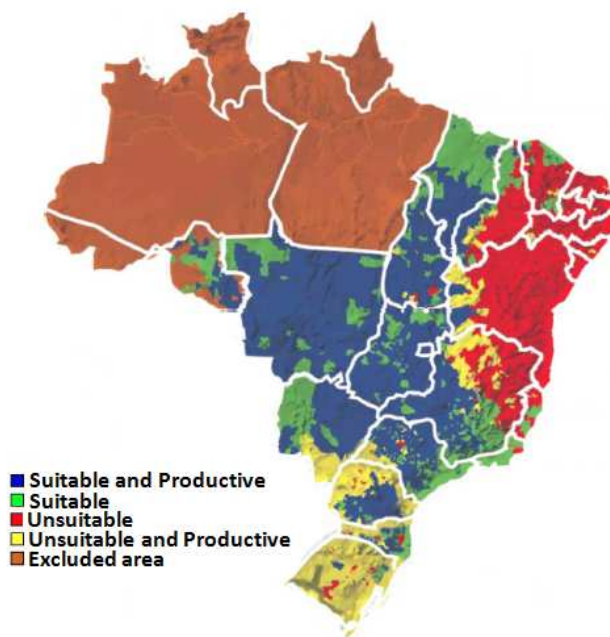 Suitable and Productive
Suitable
Unsuitable
Unsuitable and Productive
Excluded area